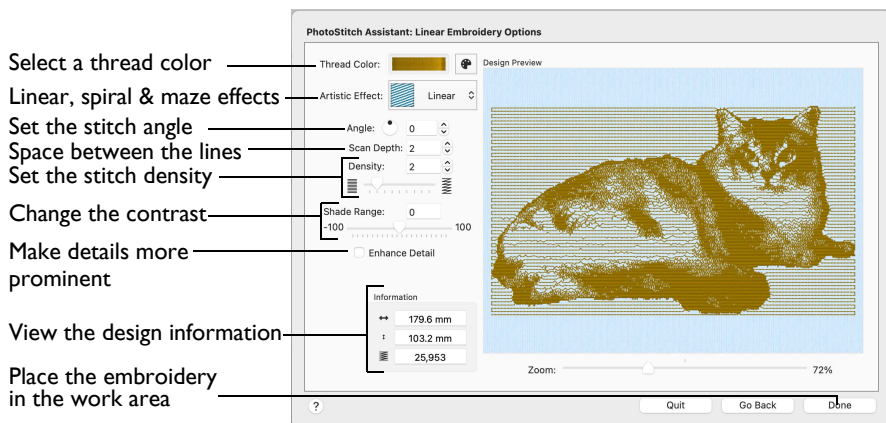 PhotoStitch Assistant: Linear Embroidery Options
Select a thread color
Thread Color:
Design Preview
Linear, spiral & maze effects
Artistic Effect:
Linear
Set the stitch angle
Angle:
0
Space between the lines
Scan Depth:
2
Set the stitch density
Density:
2
Change the contrast
Shade Range:
0
-100
100
Make details more
prominent
Enhance Detail
Information
179.6 mm
View the design information
103.2 mm
25,953
Zoom:
72%
Place the embroidery
in the work area
?
Quit
Go Back
Done